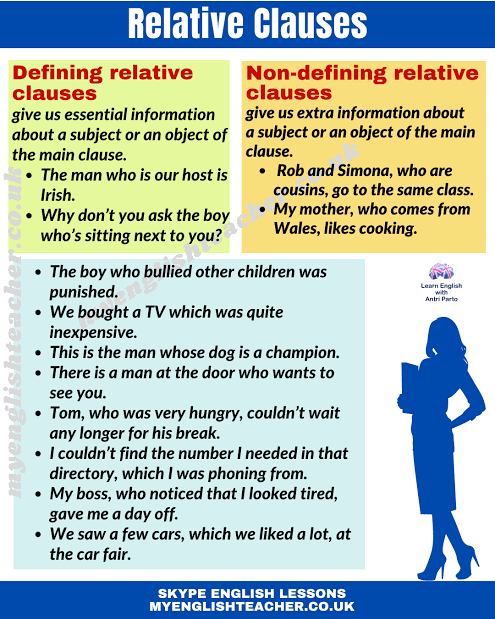 Relative Clauses
Defining relative
clauses
give us essential information
about a subject or an object of
the main clause.
• The man who is our host is
Irish.
• Why don't you ask the boy
who's sitting next to you?
Non-defining relative
clauses
give us extra information about
a subject or an object of the main
clause.
• Rob and Simona, who are
cousins, go to the same class.
• My mother, who comes from
Wales, likes cooking.
• The boy who bullied other children was
punished.
• We bought a TV which was quite
inexpensive.
• This is the man whose dog is a champion.
• There is a man at the door who wants to
see you.
• Tom, who was very hungry, couldn't wait
any longer for his break.
• I couldn't find the number I needed in that
directory, which I was phoning from.
• My boss, who noticed that I looked tired,
gave me a day off.
• We saw a few cars, which we liked a lot, at
the car fair.
Learn English
with
Antri Parto
myenglishteacher.co.uk
myenglishteacher.co.uk
SKYPE ENGLISH LESSONS
MYENGLISHTEACHER.CO.UK